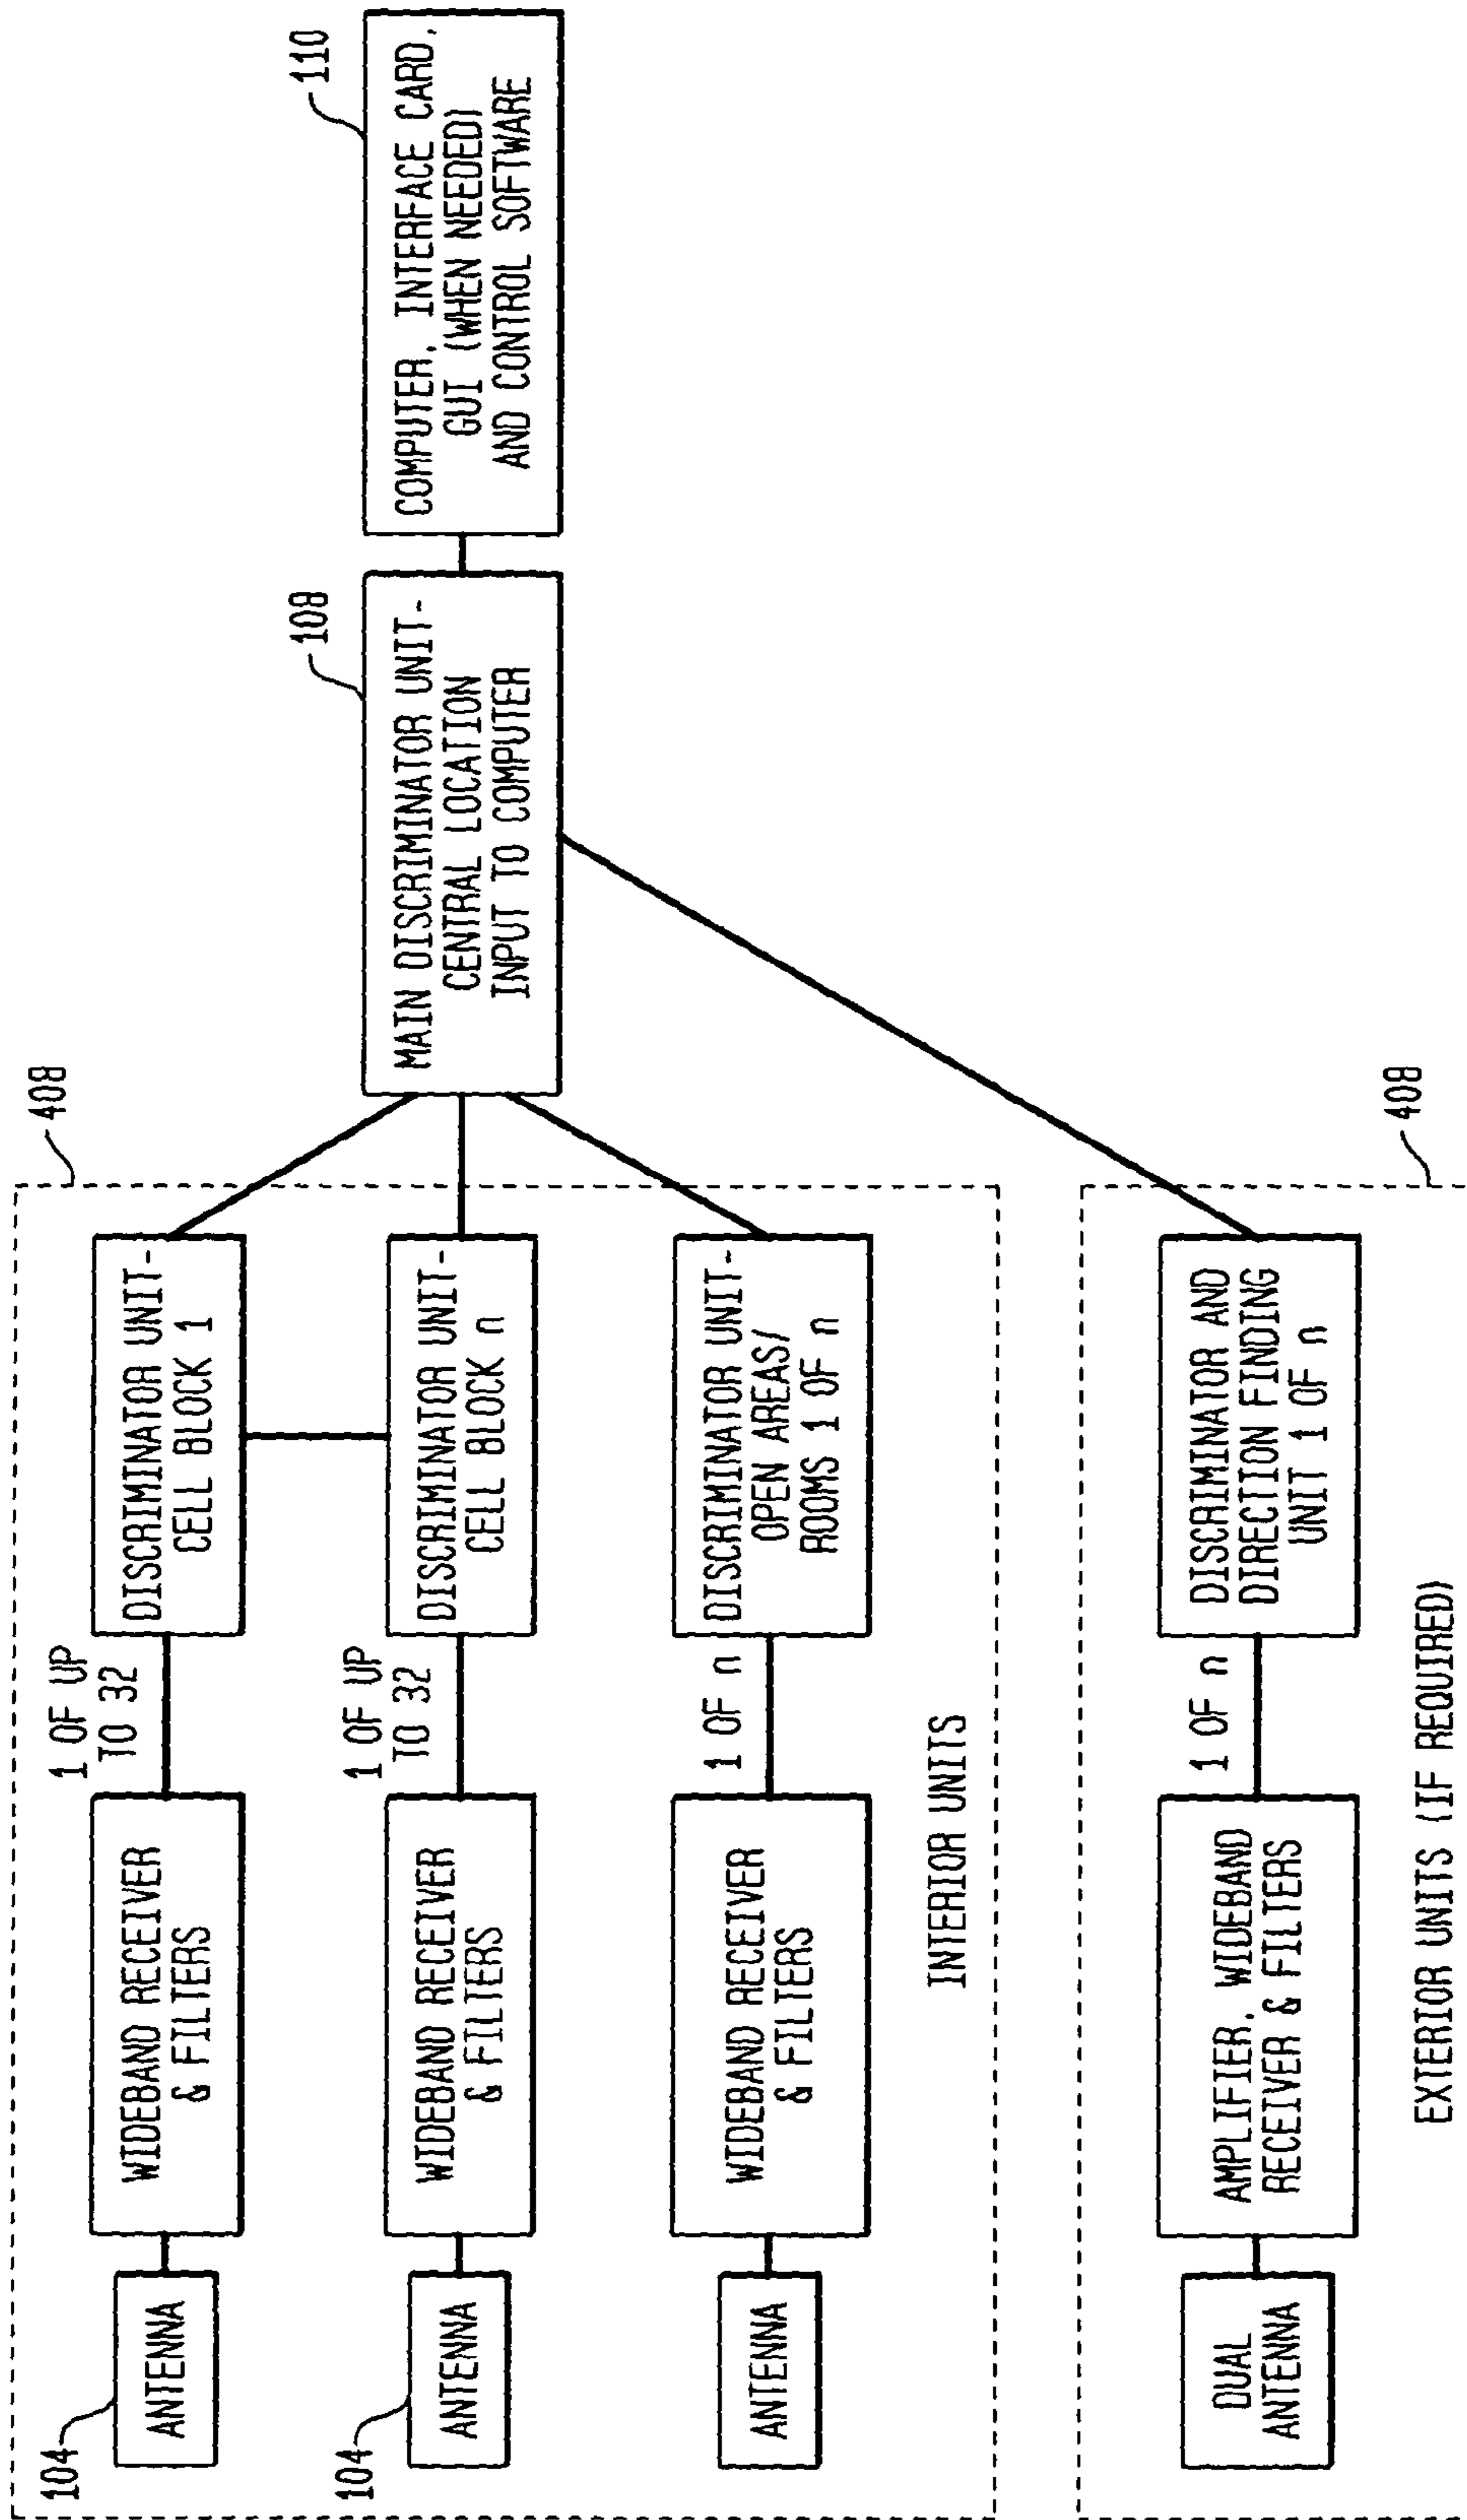 408
104
ANTENNA
WIDEBAND RECEIVER
& FILTERS
1 OF UP
TO 32
DISCRIMINATOR UNIT-
CELL BLOCK 1
104
ANTENNA
WIDEBAND RECEIVER
& FILTERS
1 OF UP
TO 32
DISCRIMINATOR UNIT-
CELL BLOCK n
108
MAIN DISCRIMINATOR UNIT-
CENTRAL LOCATION
INPUT TO COMPUTER
110
COMPUTER, INTERFACE CARD,
GUI (WHEN NEEDED)
AND CONTROL SOFTWARE
ANTENNA
WIDEBAND RECEIVER
& FILTERS
1 OF n
DISCRIMINATOR UNIT-
OPEN AREAS/
ROOMS 1 OF n
INTERIOR UNITS
DUAL
ANTENNA
AMPLIFIER, WIDEBAND
RECEIVER & FILTERS
1 OF n
DISCRIMINATOR AND
DIRECTION FINDING
UNIT 1 OF n
408
EXTERIOR UNITS (IF REQUIRED)